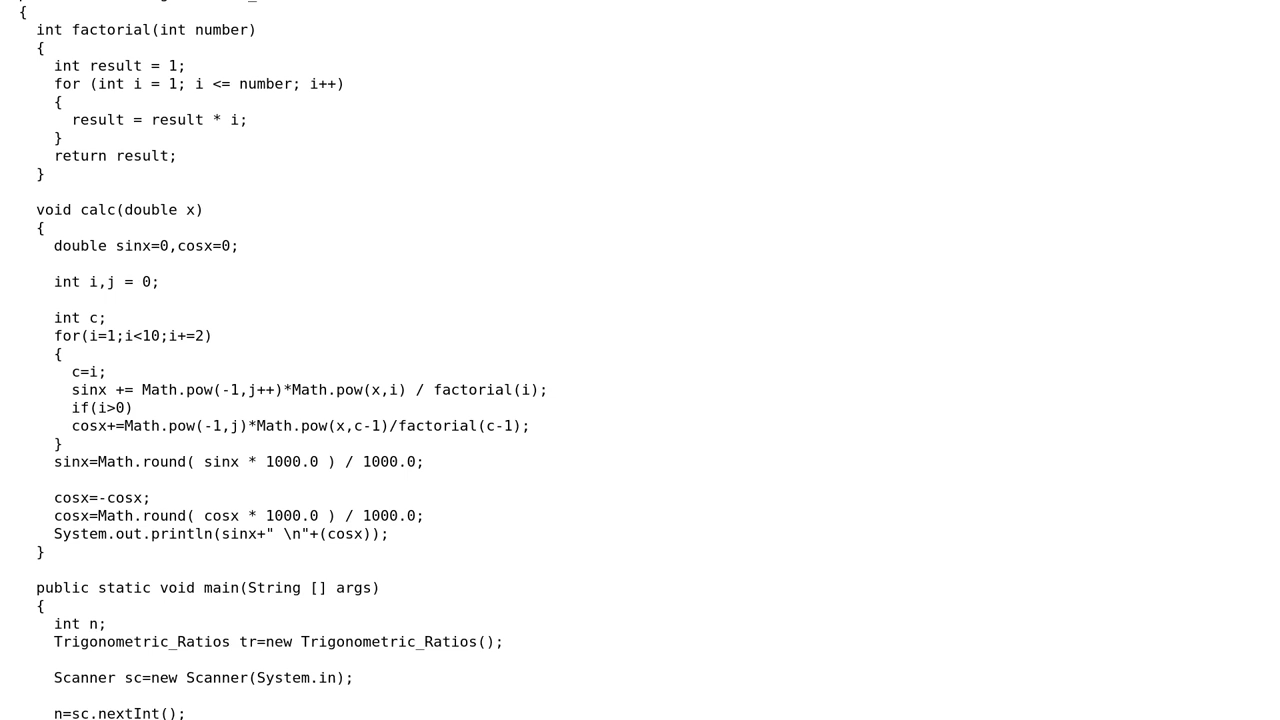 {
int factorial(int number)
{
int result = 1;
for (int i = 1; i <= number; i++)
{
result = result * i;
}
return result;
}
void calc(double x)
{
double sinx=0,cosx=0;
int i,j = 0;
int c;
for(i=1;i<10;i+=2)
{
c=i;
sinx += Math.pow(-1,j++)*Math.pow(x,i) / factorial(i);
if(i>0)
cosx+=Math.pow(-1,j)*Math.pow(x,c-1)/factorial(c-1);
}
sinx=Math.round( sinx * 1000.0 ) / 1000.0;
cosx=-cosx;
cosx=Math.round( cosx * 1000.0 ) / 1000.0;
System.out.println(sinx+" \n"+(cosx));
}
public static void main(String [] args)
{
int n;
Trigonometric_Ratios tr=new Trigonometric_Ratios();
Scanner sc=new Scanner(System.in);
n=sc.nextInt();